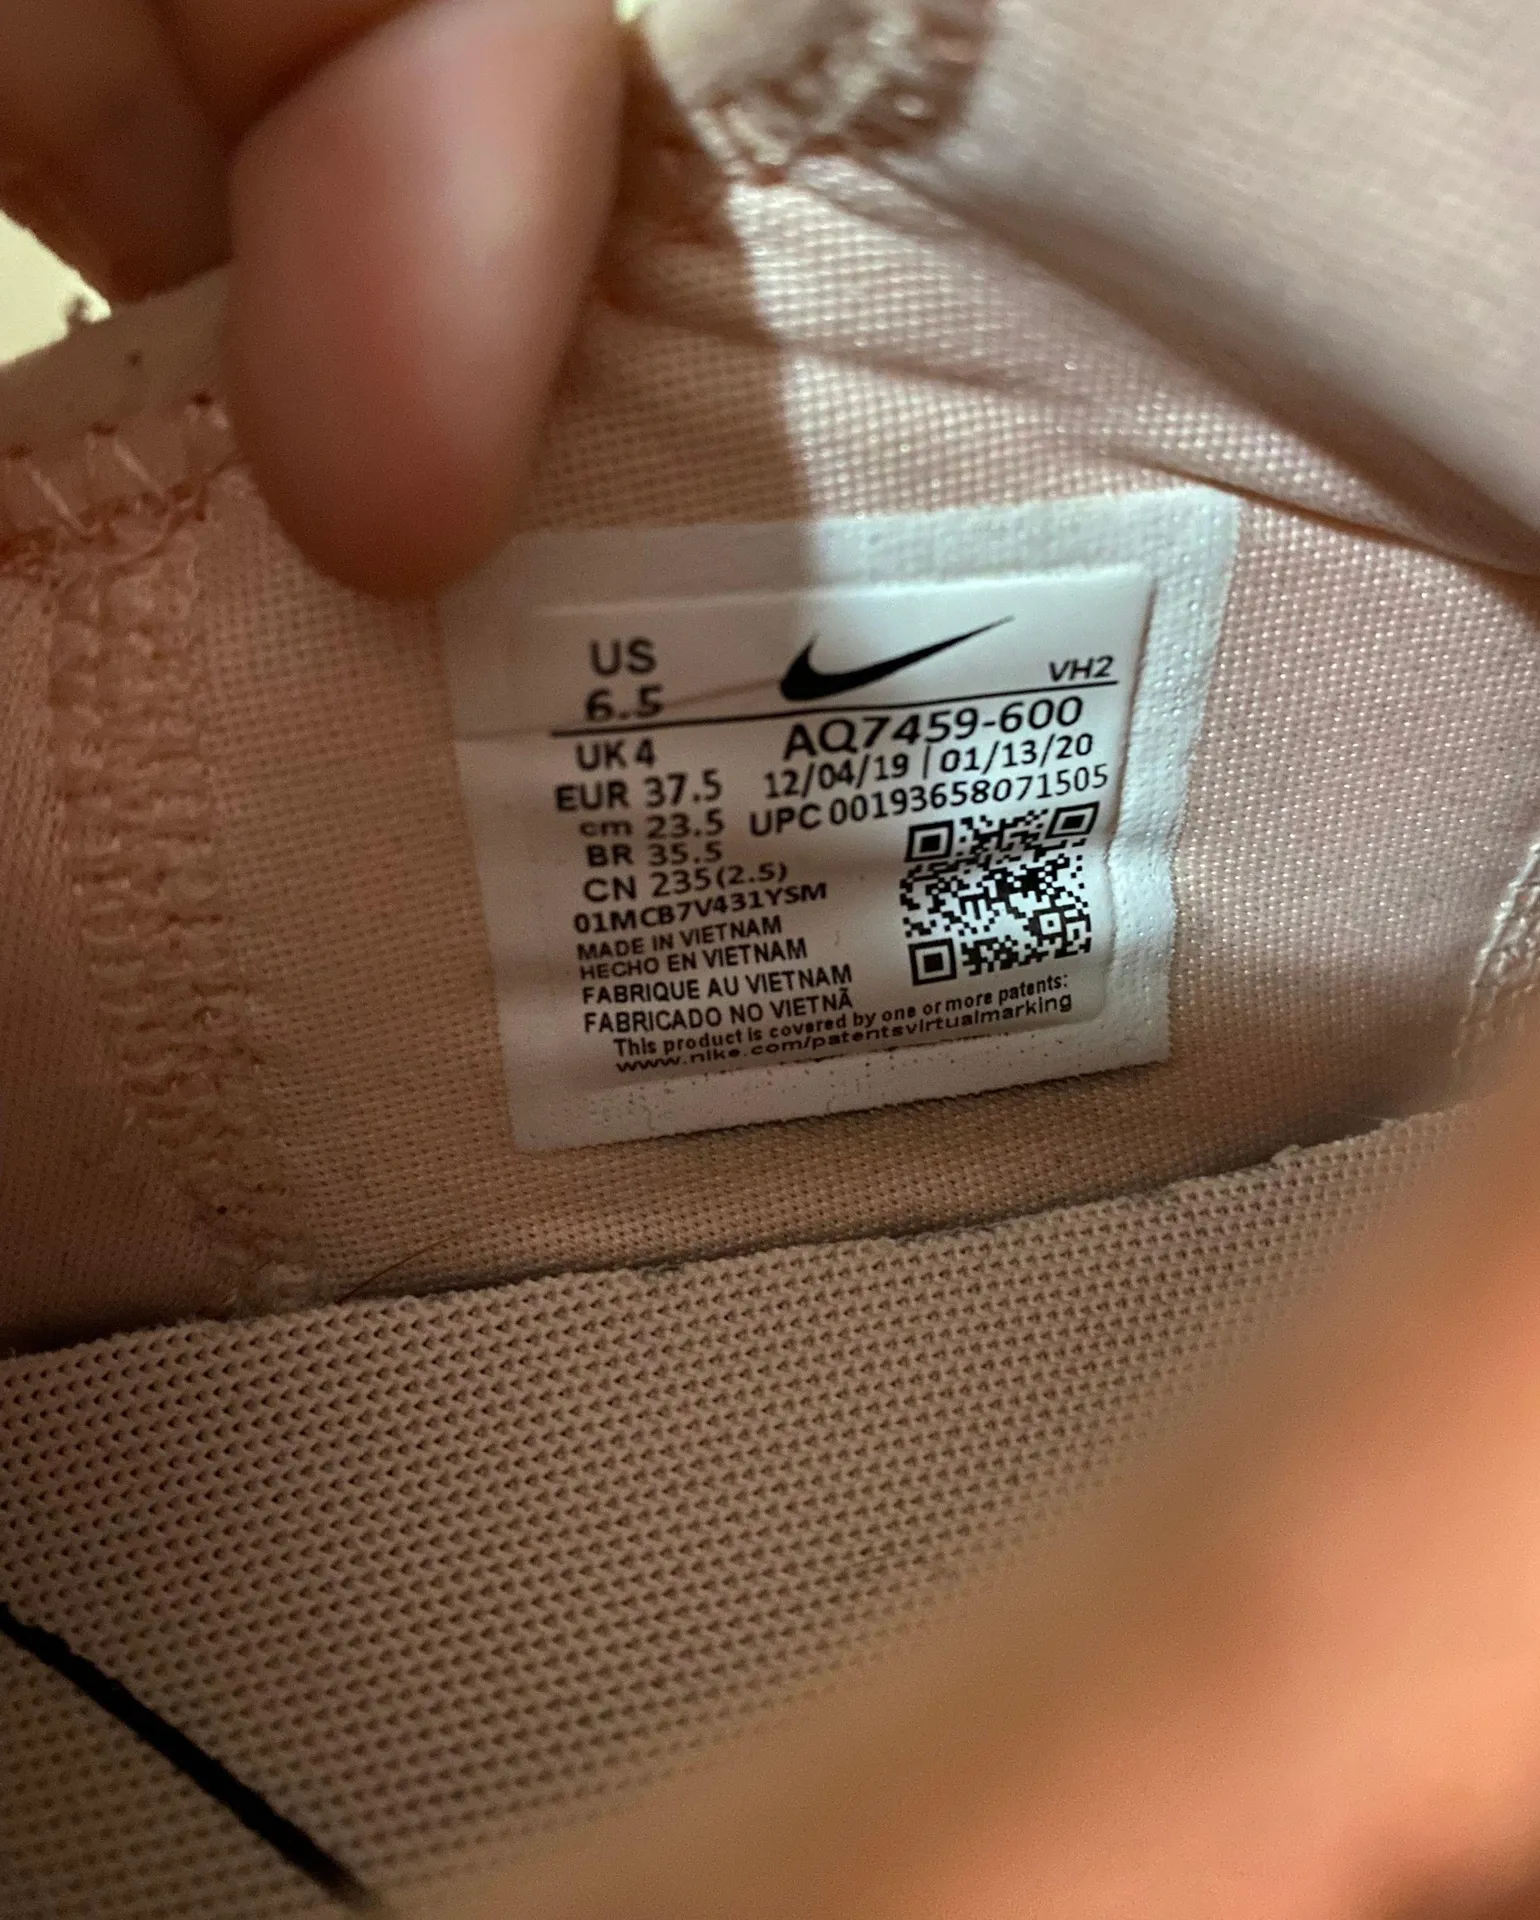 US
6.5
VH2
UK 4
AQ7459-600
EUR 37.5
12/04/19 | 01/13/20
cm 23.5
UPC 00193658071505
BR 35.5
CN 235(2.5)
01MCB7V431YSM
MADE IN VIETNAM
HECHO EN VIETNAM
FABRIQUE AU VIETNAM
FABRICADO NO VIETNÃ
This product is covered by one or more patents:
www.nike.com/patentsvirtualmarking